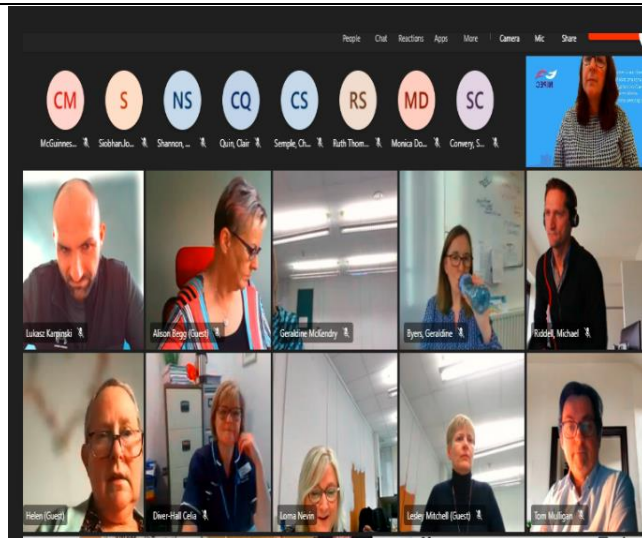 People Chat Reactions Apps More Camera Mic Share
CM S NS CQ CS RS MD SC
McGuinnes... SiobhanJo... Shannon, ... Quin, Clair Semple, Ch... Ruth Thom... Monica Do... Convery, S...
Lukasz Kaminski Alison Begg (Guest) Geraldine McKendry Byers, Geraldine Riddell, Michael
Helen (Guest) Diver-Hall Celia Lorna Nevin Lesley Mitchell (Guest) Tom Mulligan